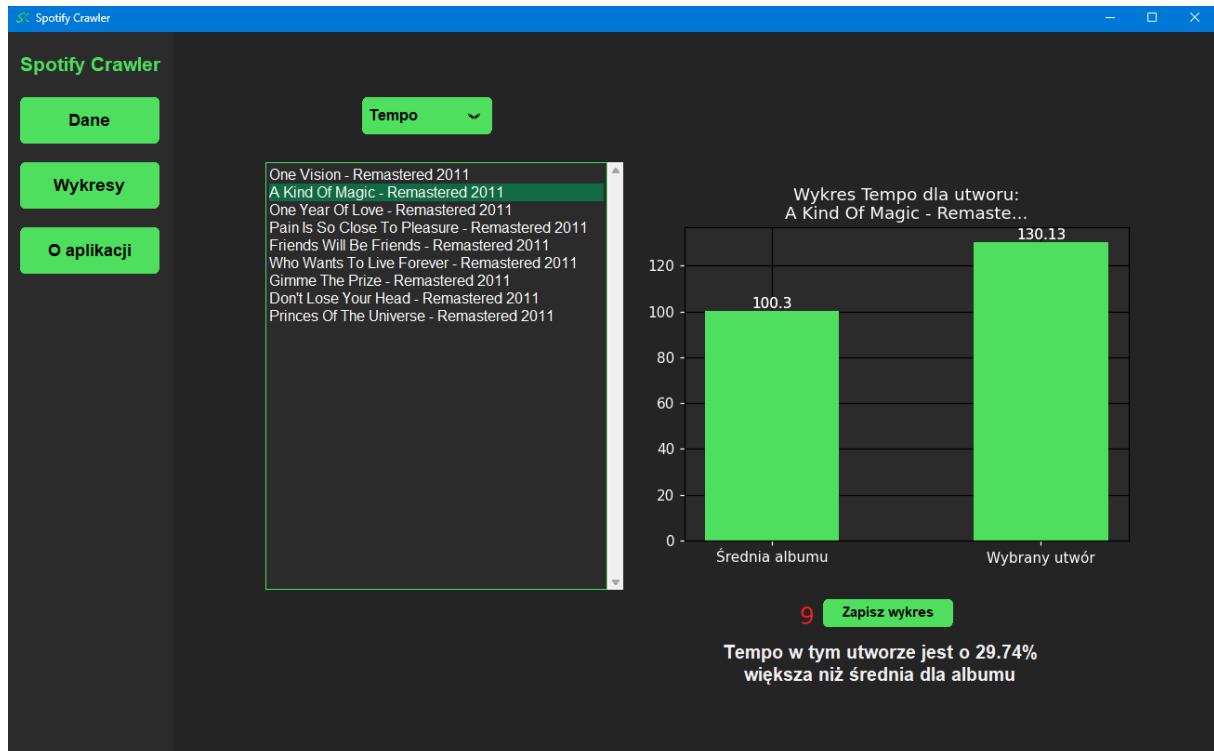 Spotify Crawler
Spotify Crawler
Dane
Wykresy
O aplikacji
Tempo
One Vision - Remastered 2011
A Kind Of Magic - Remastered 2011
One Year Of Love - Remastered 2011
Pain Is So Close To Pleasure - Remastered 2011
Friends Will Be Friends - Remastered 2011
Who Wants To Live Forever - Remastered 2011
Gimme The Prize - Remastered 2011
Don't Lose Your Head - Remastered 2011
Princes Of The Universe - Remastered 2011
Wykres Tempo dla utworu:
A Kind Of Magic - Remaste...
130.13
100.3
120
100
80
60
40
20
0
Średnia albumu
Wybrany utwór
9
Zapisz wykres
Tempo w tym utworze jest o 29.74%
większa niż średnia dla albumu